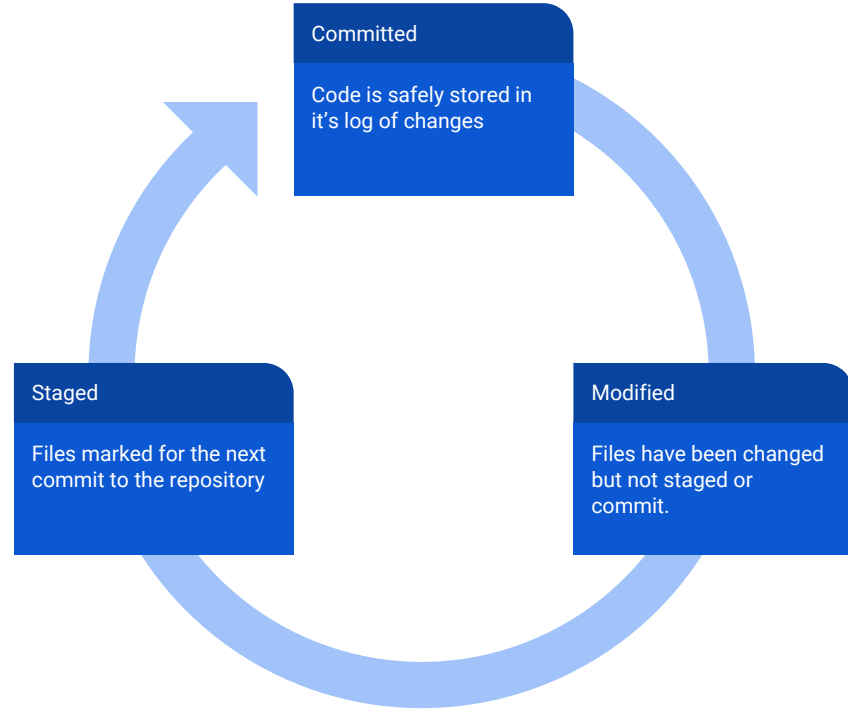 Committed
Code is safely stored in
it’s log of changes
Staged
Files marked for the next
commit to the repository
Modified
Files have been changed
but not staged or
commit.